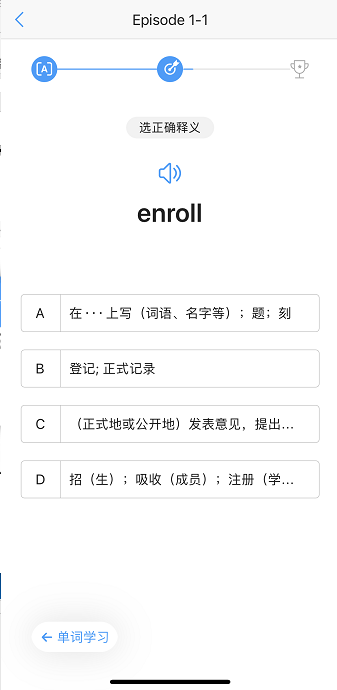 Episode 1-1
选正确释义
enroll
A 在···上写（词语、名字等）；题；刻
B 登记; 正式记录
C （正式地或公开地）发表意见，提出...
D 招（生）；吸收（成员）；注册（学...
← 单词学习